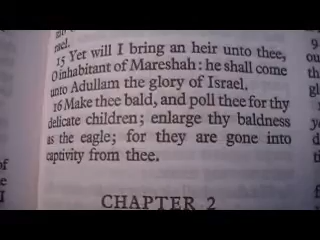 rael.
15 Yet will I bring an heir unto thee,
O inhabitant of Mareshah: he shall come
unto Adullam the glory of Israel.
16 Make thee bald, and poll thee for thy
delicate children; enlarge thy baldness
as the eagle; for they are gone into
captivity from thee.
CHAPTER 2